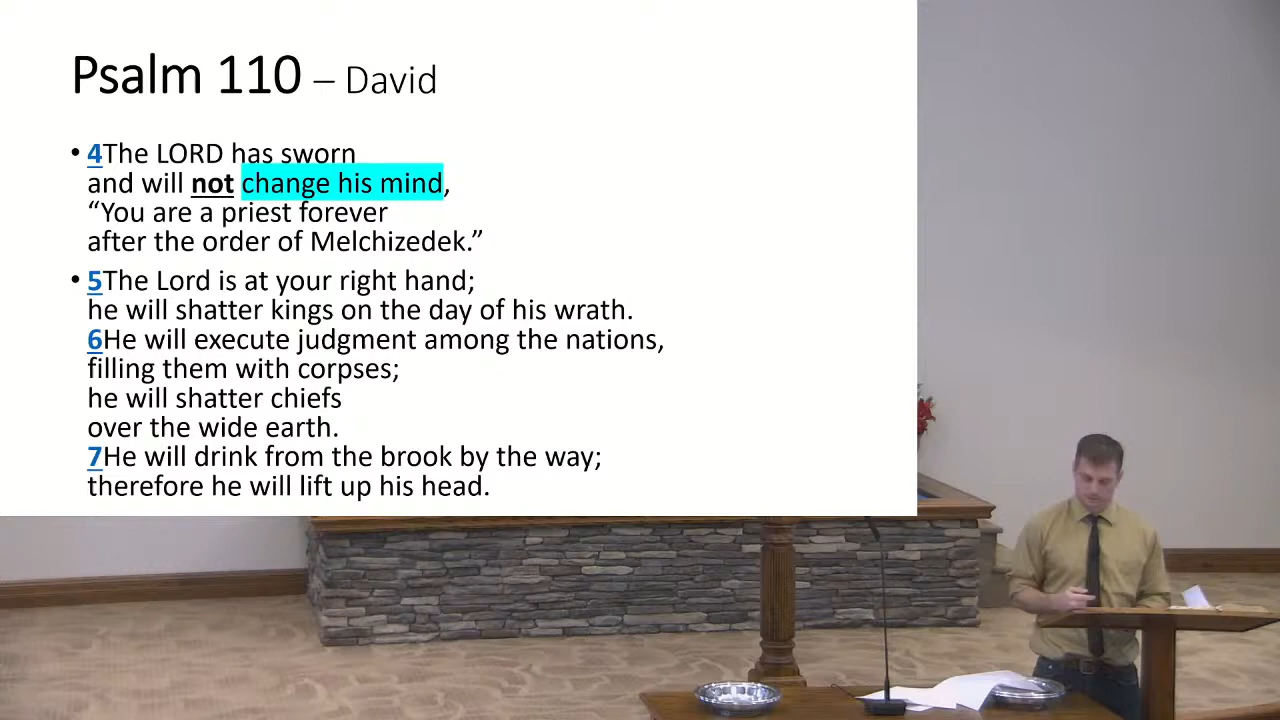 Psalm 110 – David
• 4The LORD has sworn
and will not change his mind,
“You are a priest forever
after the order of Melchizedek.”
• 5The Lord is at your right hand;
he will shatter kings on the day of his wrath.
6He will execute judgment among the nations,
filling them with corpses;
he will shatter chiefs
over the wide earth.
7He will drink from the brook by the way;
therefore he will lift up his head.